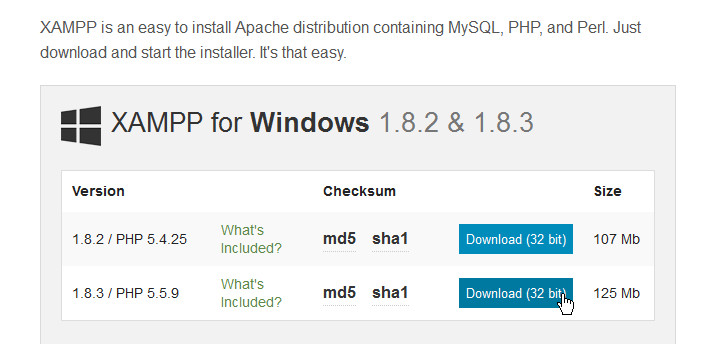 XAMPP is an easy to install Apache distribution containing MySQL, PHP, and Perl. Just
download and start the installer. It's that easy.
XAMPP for Windows 1.8.2 & 1.8.3
Version Checksum Size
1.8.2 / PHP 5.4.25 What's Included? md5 sha1 Download (32 bit) 107 Mb
1.8.3 / PHP 5.5.9 What's Included? md5 sha1 Download (32 bit) 125 Mb